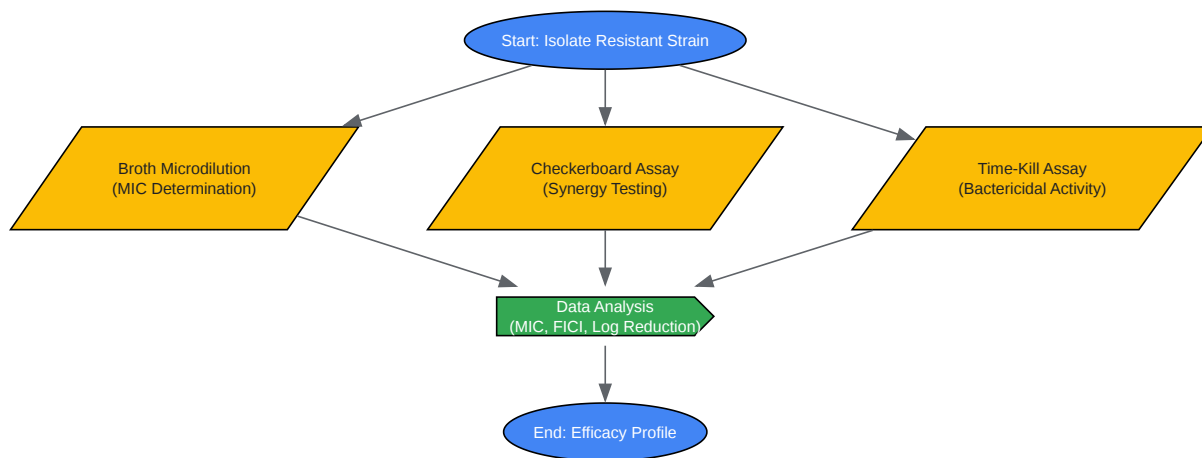 Start: Isolate Resistant Strain
Broth Microdilution
(MIC Determination)
Checkerboard Assay
(Synergy Testing)
Time-Kill Assay
(Bactericidal Activity)
Data Analysis
(MIC, FICI, Log Reduction)
End: Efficacy Profile